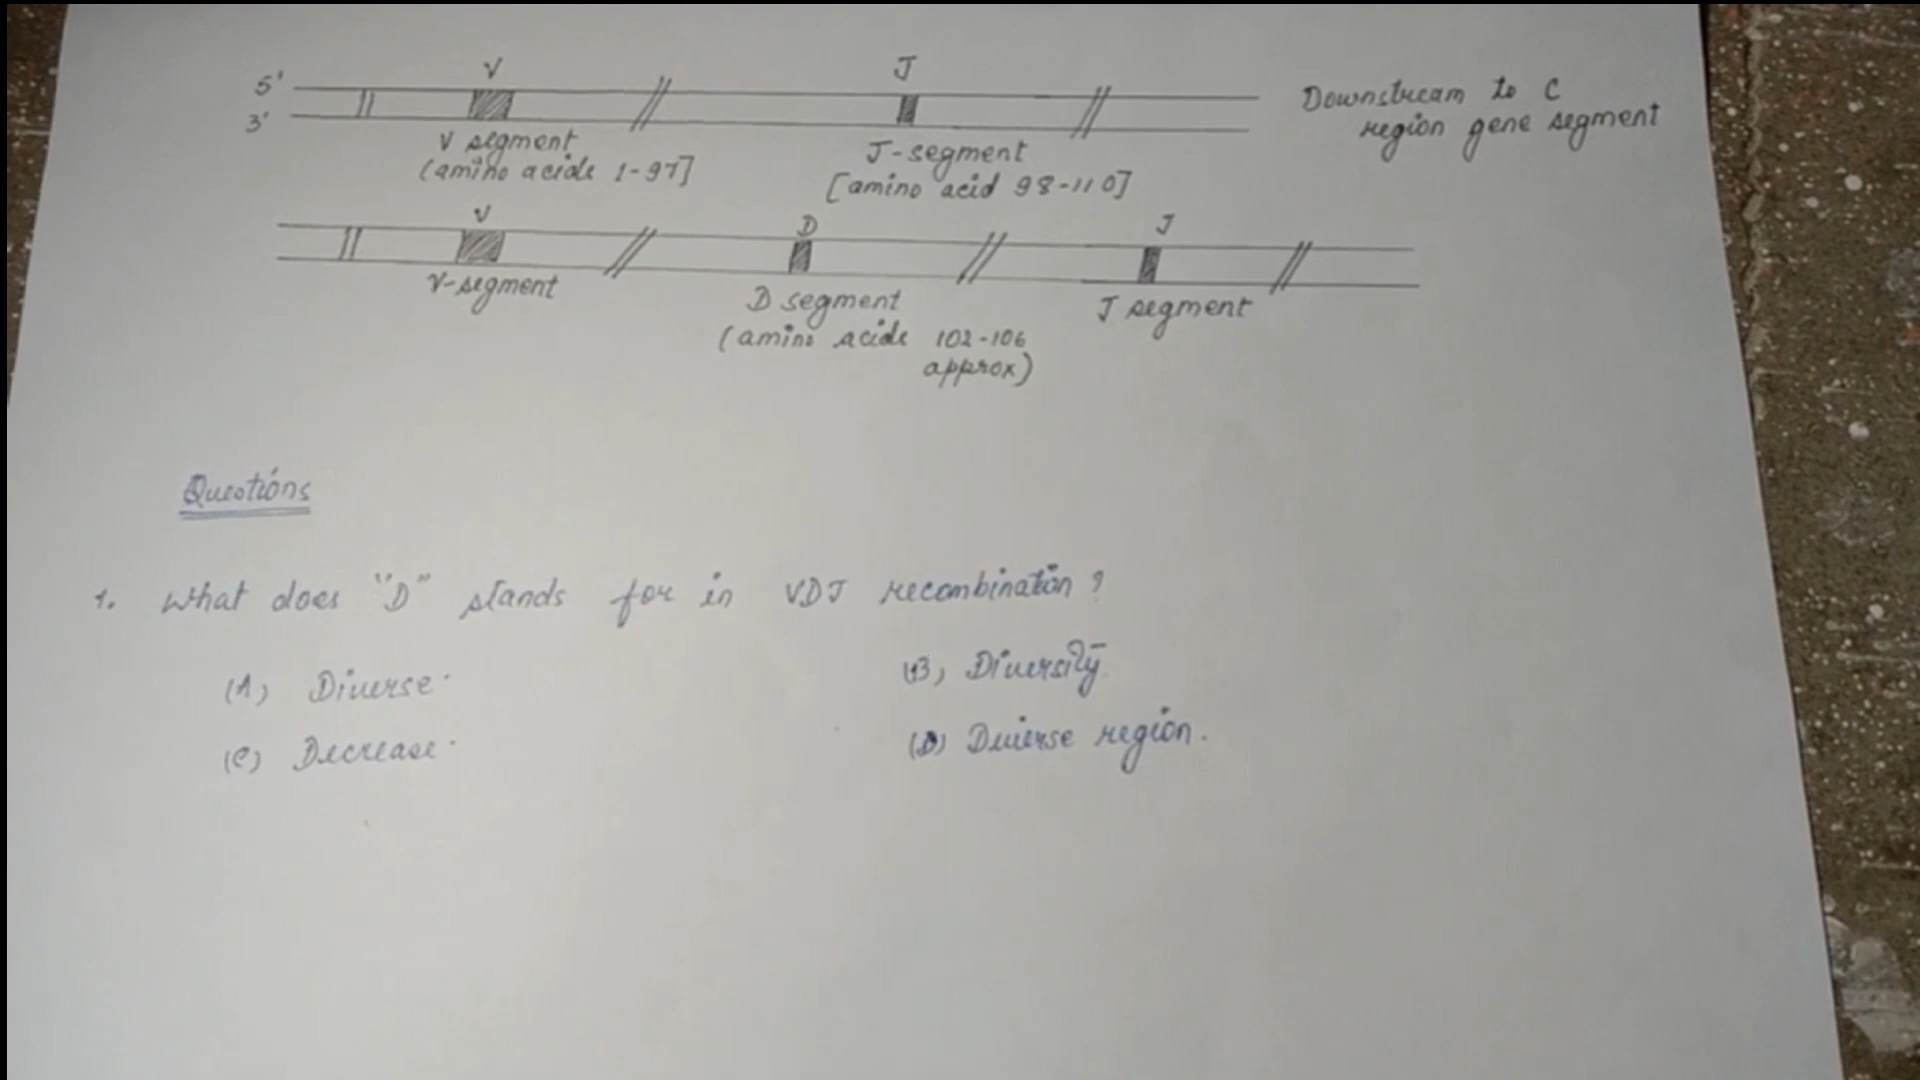 V J
5'
3'
Downstream to C
region gene segment
V segment
(amino acids 1-97]
J-segment
[amino acid 98-110]
V D J
V-segment
D segment
(amino acids 102-106
approx)
J segment
Questions
1. What does "D" stands for in VDJ recombination?
(A) Diverse. (B) Diversity.
(C) Decrease. (D) Diverse region.